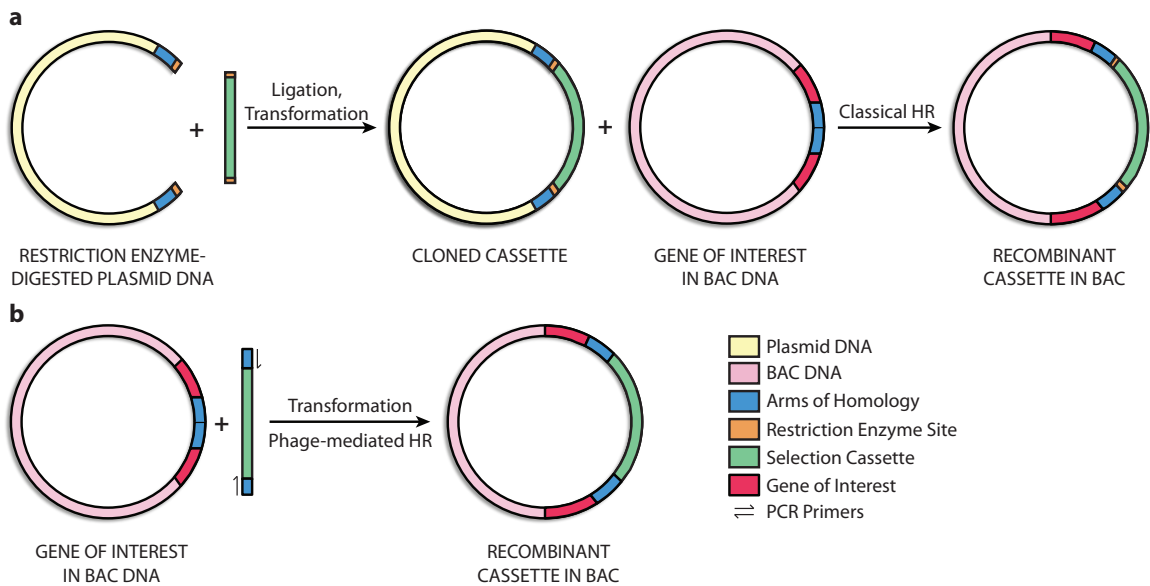 a
Ligation,
Transformation
+
+
Classical HR
RESTRICTION ENZYME-
DIGESTED PLASMID DNA
CLONED CASSETTE
GENE OF INTEREST
IN BAC DNA
RECOMBINANT
CASSETTE IN BAC
b
+
Transformation
Phage-mediated HR
GENE OF INTEREST
IN BAC DNA
RECOMBINANT
CASSETTE IN BAC
Plasmid DNA
BAC DNA
Arms of Homology
Restriction Enzyme Site
Selection Cassette
Gene of Interest
PCR Primers